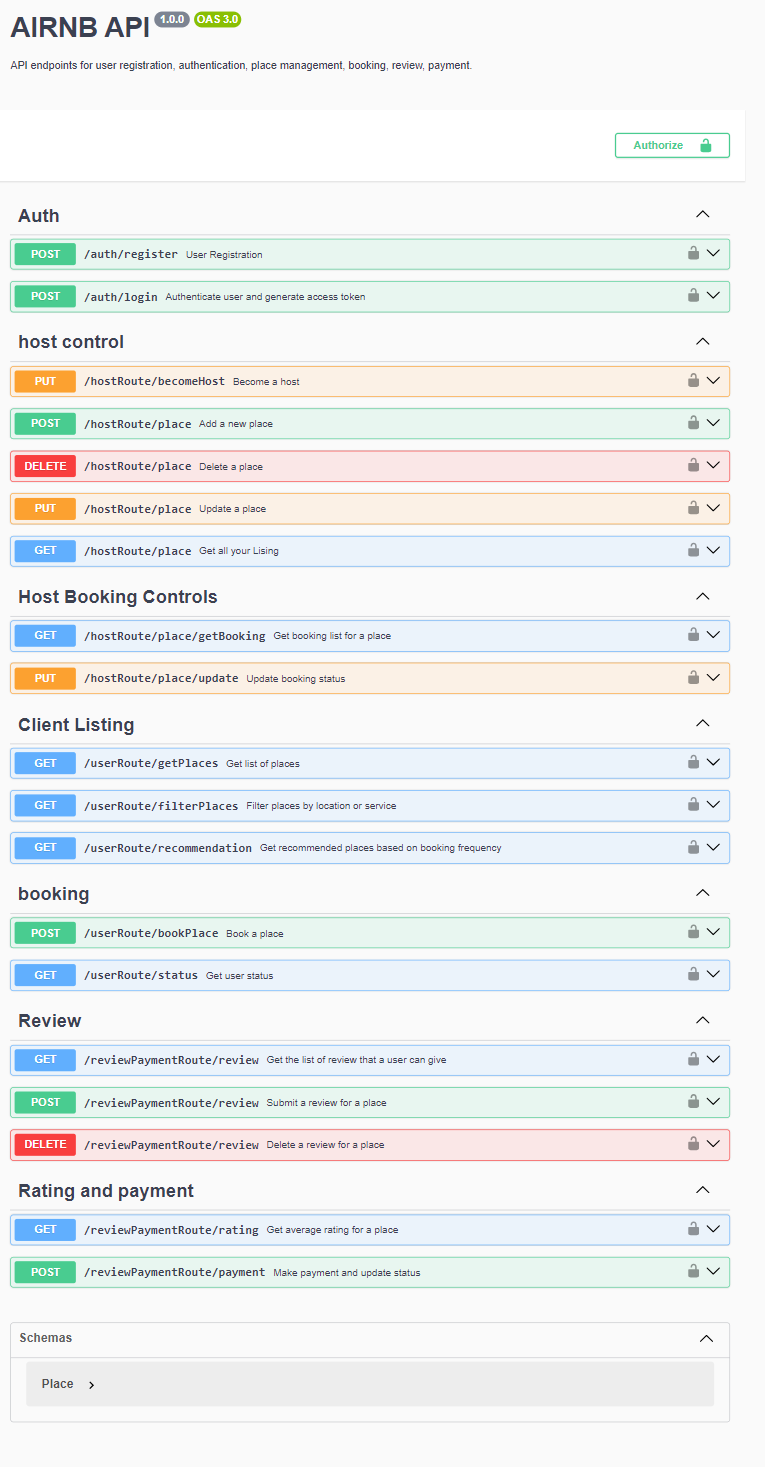 AIRNB API 1.0.0 OAS 3.0
API endpoints for user registration, authentication, place management, booking, review, payment.
Authorize
Auth
POST /auth/register User Registration
POST /auth/login Authenticate user and generate access token
host control
PUT /hostRoute/becomeHost Become a host
POST /hostRoute/place Add a new place
DELETE /hostRoute/place Delete a place
PUT /hostRoute/place Update a place
GET /hostRoute/place Get all your Lising
Host Booking Controls
GET /hostRoute/place/getBooking Get booking list for a place
PUT /hostRoute/place/update Update booking status
Client Listing
GET /userRoute/getPlaces Get list of places
GET /userRoute/filterPlaces Filter places by location or service
GET /userRoute/recommendation Get recommended places based on booking frequency
booking
POST /userRoute/bookPlace Book a place
GET /userRoute/status Get user status
Review
GET /reviewPaymentRoute/review Get the list of review that a user can give
POST /reviewPaymentRoute/review Submit a review for a place
DELETE /reviewPaymentRoute/review Delete a review for a place
Rating and payment
GET /reviewPaymentRoute/rating Get average rating for a place
POST /reviewPaymentRoute/payment Make payment and update status
Schemas
Place